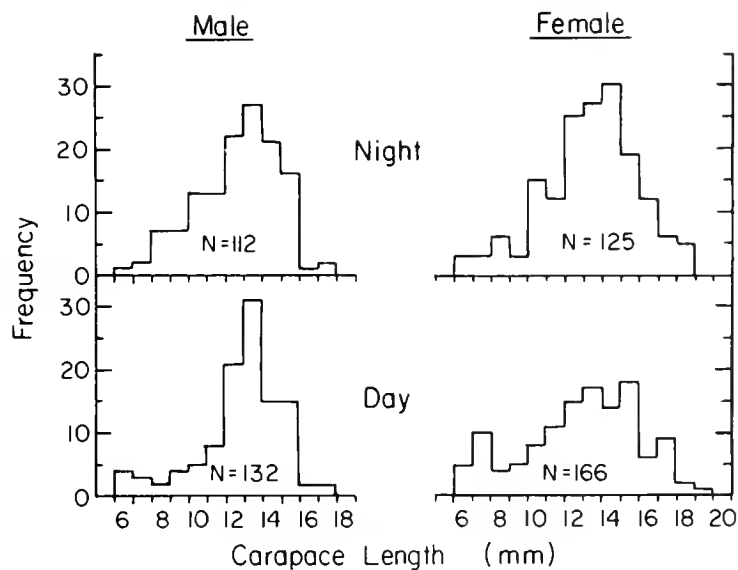 Male Female
30
20
10
0
Night
N=112
N=125
Frequency
30
20
10
0
Day
N=132
N=166
6 8 10 12 14 16 18
6 8 10 12 14 16 18 20
Carapace Length (mm)